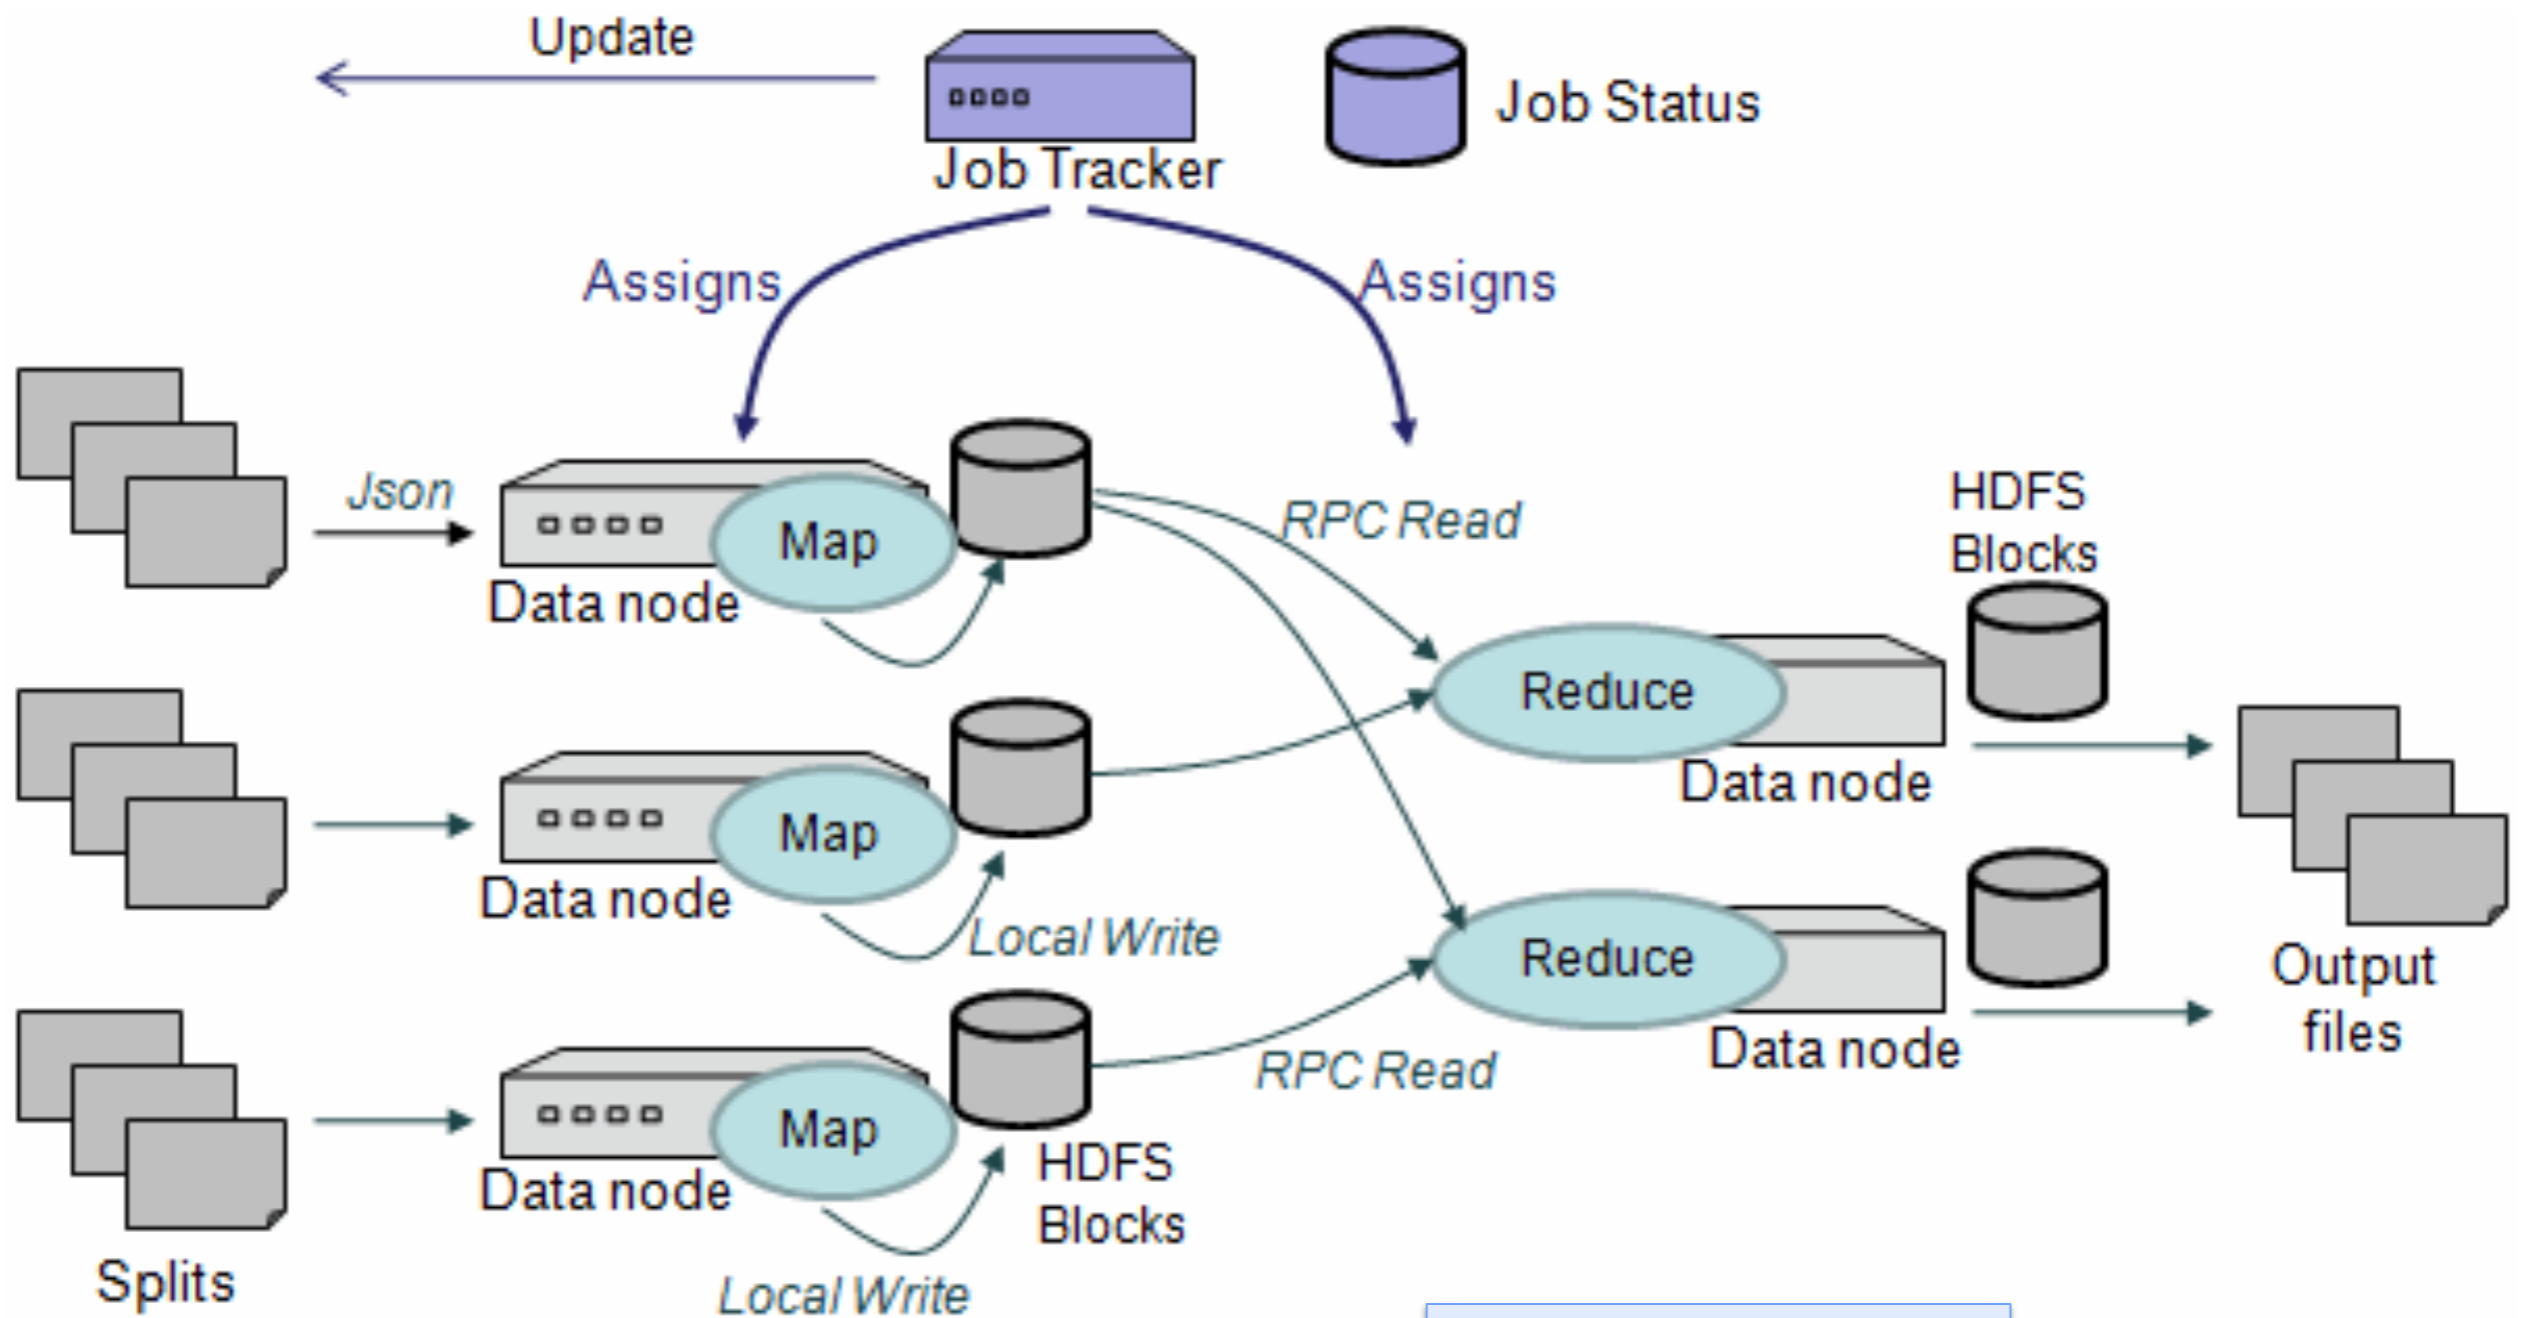 Update
Job Tracker
Job Status
Assigns
Assigns
Json
Map
Data node
RPC Read
HDFS
Blocks
Reduce
Data node
Map
Data node
Local Write
Reduce
Data node
Output
files
RPC Read
Map
Data node
HDFS
Blocks
Splits
Local Write